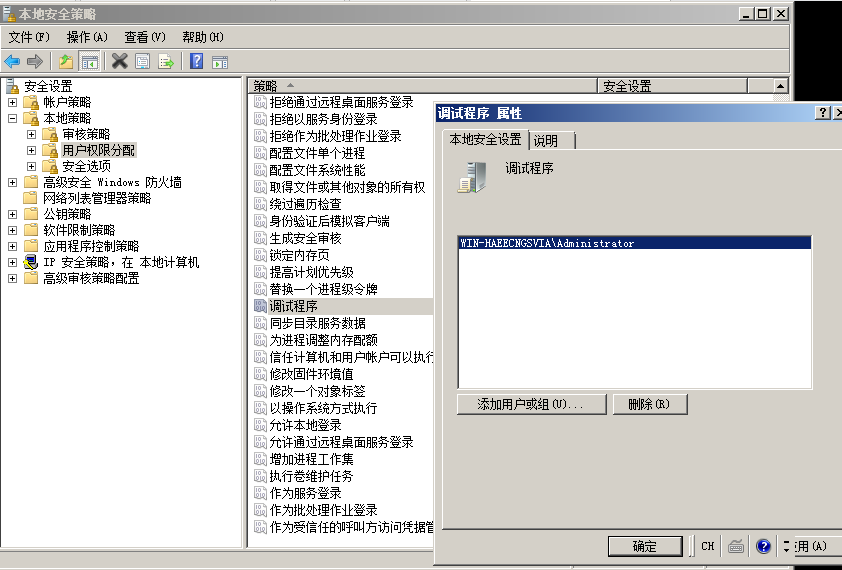 本地安全策略
文件(F) 操作(A) 查看(V) 帮助(H)
安全设置
帐户策略
本地策略
审核策略
用户权限分配
安全选项
高级安全 Windows 防火墙
网络列表管理器策略
公钥策略
软件限制策略
应用程序控制策略
IP 安全策略，在 本地计算机
高级审核策略配置
策略 安全设置
拒绝通过远程桌面服务登录
拒绝以服务身份登录
拒绝作为批处理作业登录
配置文件单个进程
配置文件系统性能
取得文件或其他对象的所有权
绕过遍历检查
身份验证后模拟客户端
生成安全审核
锁定内存页
提高计划优先级
替换一个进程级令牌
调试程序
同步目录服务数据
为进程调整内存配额
信任计算机和用户帐户可以执行
修改固件环境值
修改一个对象标签
以操作系统方式执行
允许本地登录
允许通过远程桌面服务登录
增加进程工作集
执行卷维护任务
作为服务登录
作为批处理作业登录
作为受信任的呼叫方访问凭据管
调试程序 属性
本地安全设置 说明
调试程序
WIN-HAEECNGSVIA\Administrator
添加用户或组(U)... 删除(R)
确定 CH 用(A)